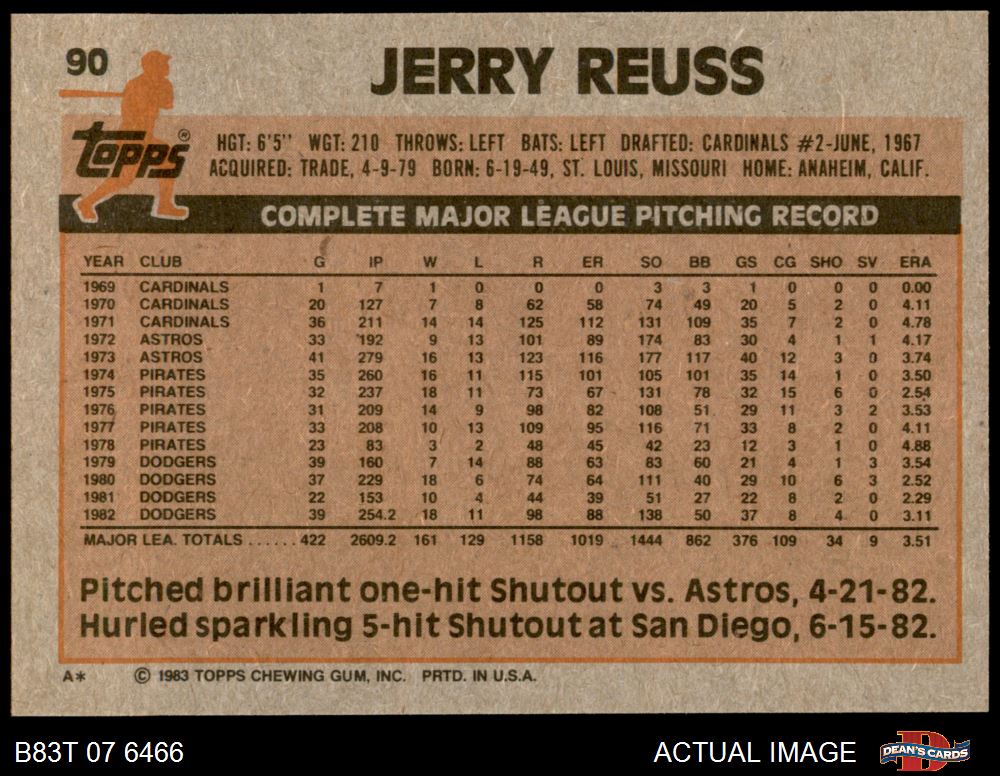 90
JERRY REUSS
Topps®
HGT: 6'5" WGT: 210 THROWS: LEFT BATS: LEFT DRAFTED: CARDINALS #2-JUNE, 1967
ACQUIRED: TRADE, 4-9-79 BORN: 6-19-49, ST. LOUIS, MISSOURI HOME: ANAHEIM, CALIF.
COMPLETE MAJOR LEAGUE PITCHING RECORD
YEAR CLUB G IP W L R ER SO BB GS CG SHO SV ERA
1969 CARDINALS 1 7 1 0 0 0 3 3 1 0 0 0 0.00
1970 CARDINALS 20 127 7 8 62 58 74 49 20 5 2 0 4.11
1971 CARDINALS 36 211 14 14 125 112 131 109 35 7 2 0 4.78
1972 ASTROS 33 192 9 13 101 89 174 83 30 4 1 1 4.17
1973 ASTROS 41 279 16 13 123 116 177 117 40 12 3 0 3.74
1974 PIRATES 35 260 16 11 115 101 105 101 35 14 1 0 3.50
1975 PIRATES 32 237 18 11 73 67 131 78 32 15 6 0 2.54
1976 PIRATES 31 209 14 9 98 82 108 51 29 11 3 2 3.53
1977 PIRATES 33 208 10 13 109 95 116 71 33 8 2 0 4.11
1978 PIRATES 23 83 3 2 48 45 42 23 12 3 1 0 4.88
1979 DODGERS 39 160 7 14 88 63 83 60 21 4 1 3 3.54
1980 DODGERS 37 229 18 6 74 64 111 40 29 10 6 3 2.52
1981 DODGERS 22 153 10 4 44 39 51 27 22 8 2 0 2.29
1982 DODGERS 39 254.2 18 11 98 88 138 50 37 8 4 0 3.11
MAJOR LEA. TOTALS ...... 422 2609.2 161 129 1158 1019 1444 862 376 109 34 9 3.51
Pitched brilliant one-hit Shutout vs. Astros, 4-21-82.
Hurled sparkling 5-hit Shutout at San Diego, 6-15-82.
A* © 1983 TOPPS CHEWING GUM, INC. PRTD. IN U.S.A.
B83T 07 6466 ACTUAL IMAGE D DEAN'S CARDS